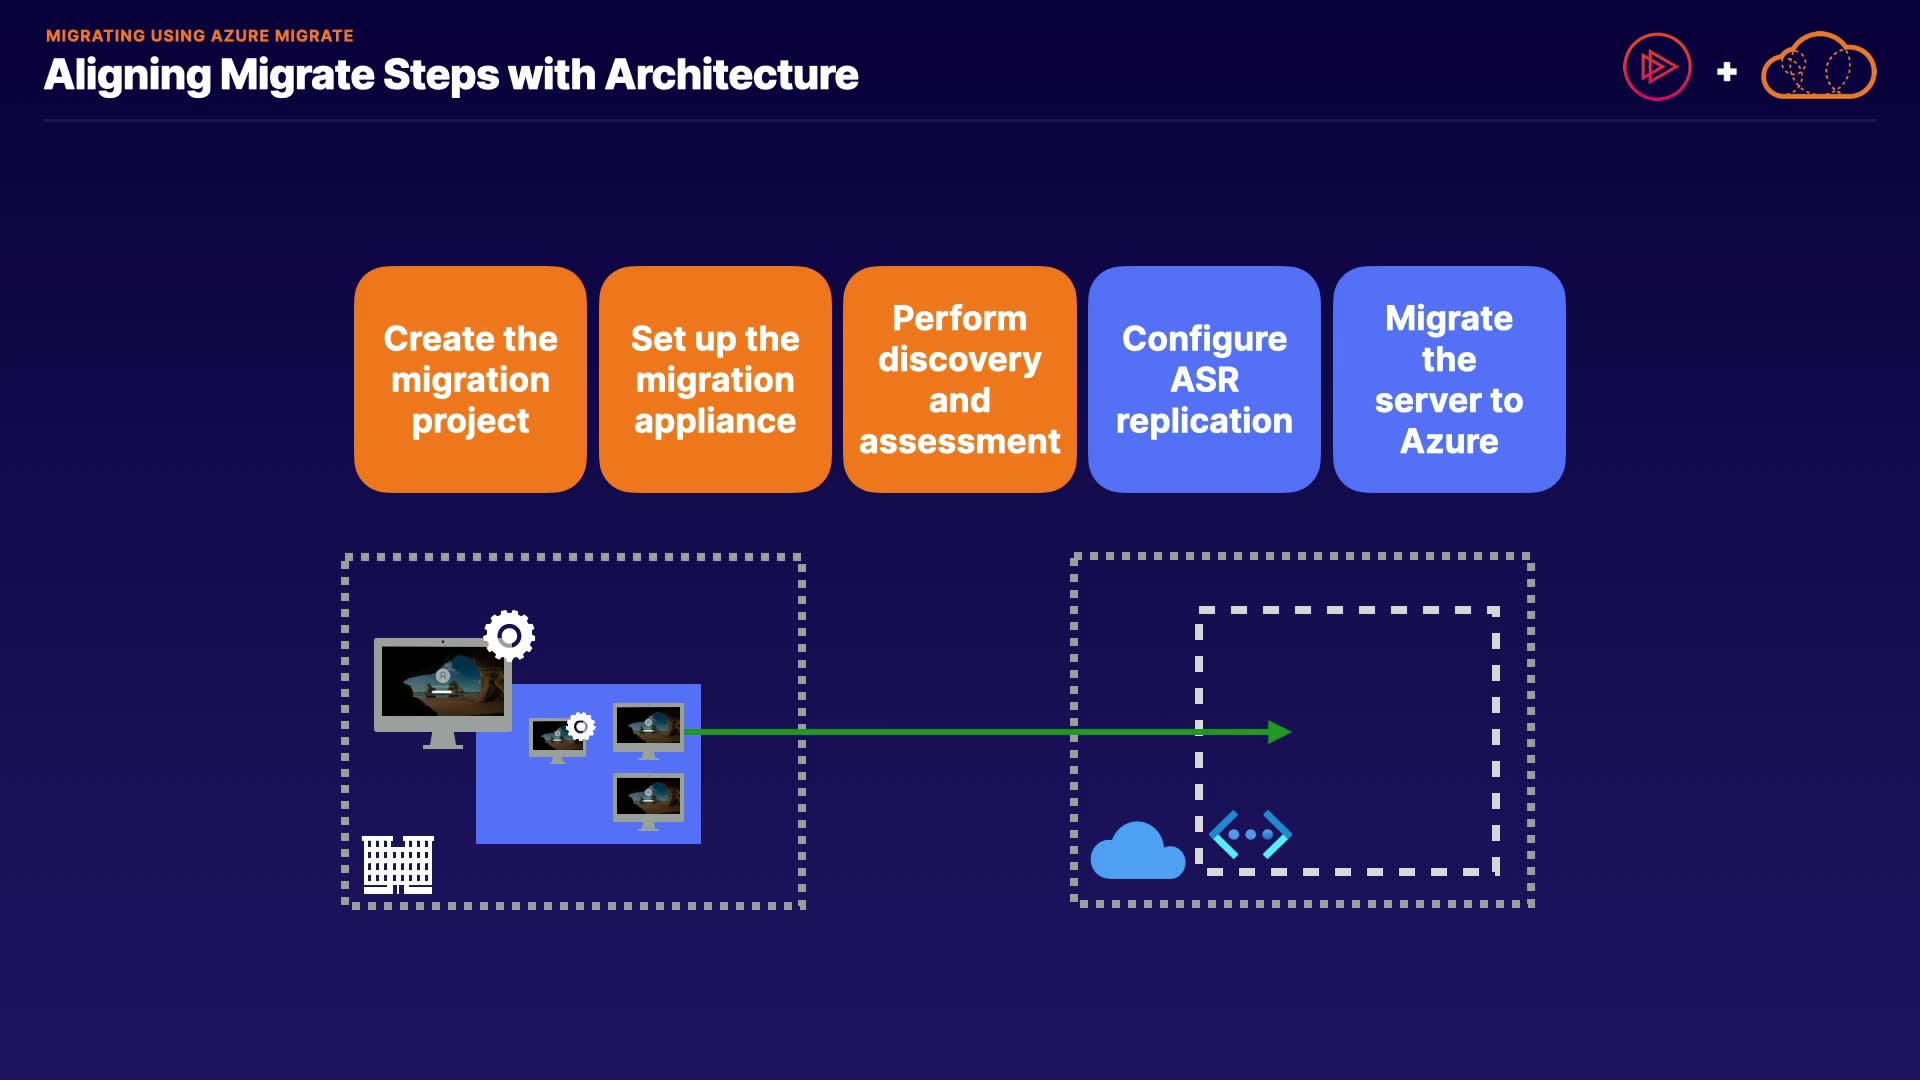 MIGRATING USING AZURE MIGRATE
Aligning Migrate Steps with Architecture
Create the
migration
project
Set up the
migration
appliance
Perform
discovery
and
assessment
Configure
ASR
replication
Migrate
the
server to
Azure